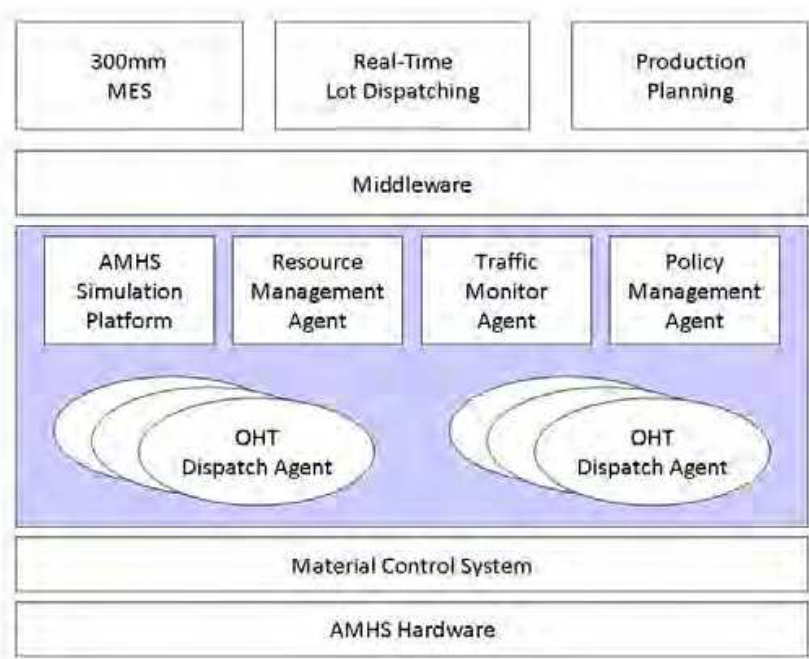 300mm
MES
Real-Time
Lot Dispatching
Production
Planning
Middleware
AMHS
Simulation
Platform
Resource
Management
Agent
Traffic
Monitor
Agent
Policy
Management
Agent
OHT
Dispatch Agent
OHT
Dispatch Agent
Material Control System
AMHS Hardware